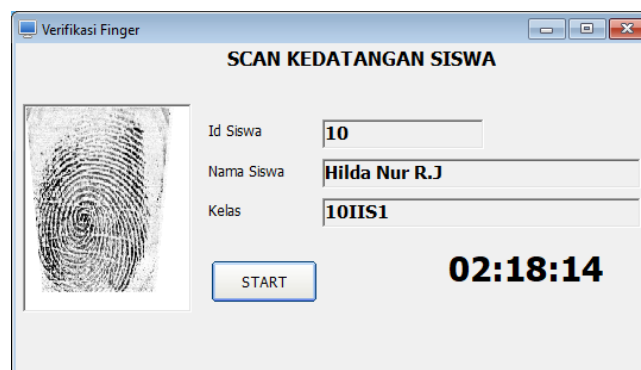 Verifikasi Finger
SCAN KEDATANGAN SISWA
Id Siswa 10
Nama Siswa Hilda Nur R.J
Kelas 10IIS1
START 02:18:14